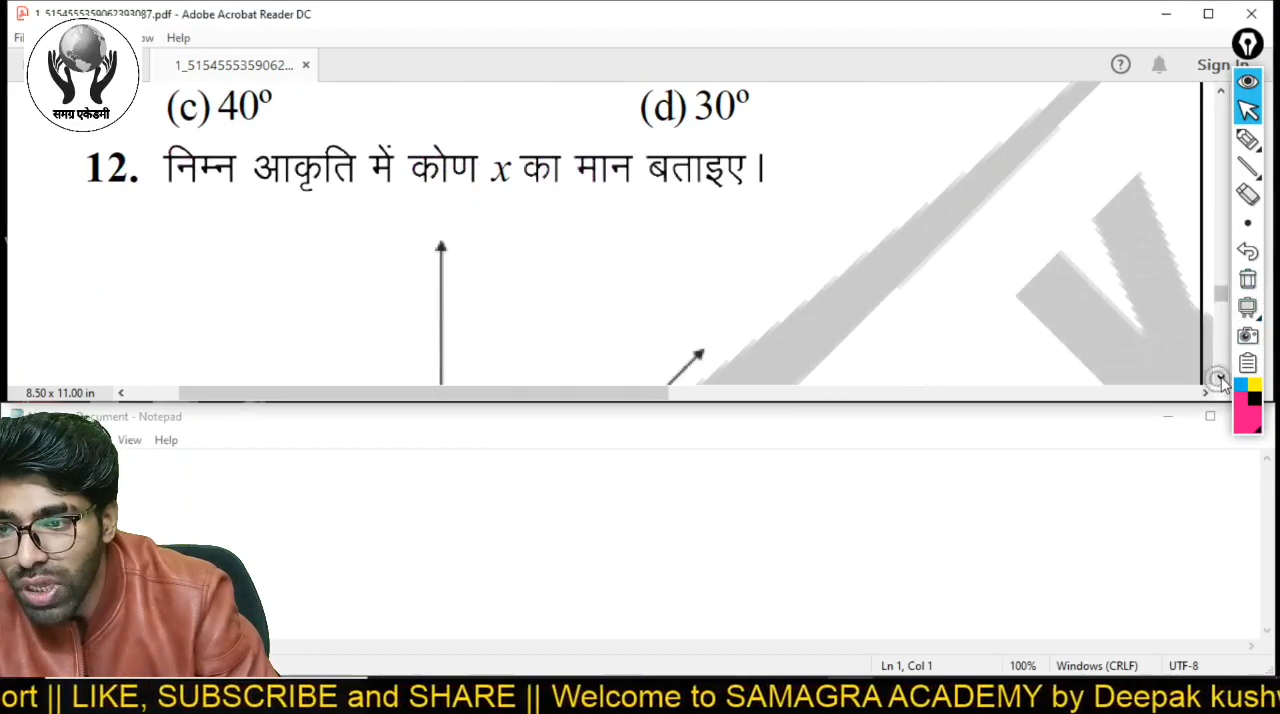 1_5154555359062393087.pdf - Adobe Acrobat Reader DC
Help
1_5154555359062...
Sign In
समग्र एकेडमी
(c) 40° (d) 30°
12. निम्न आकृति में कोण x का मान बताइए।
8.50 x 11.00 in
Document - Notepad
View Help
Ln 1, Col 1 100% Windows (CRLF) UTF-8
|| LIKE, SUBSCRIBE and SHARE || Welcome to SAMAGRA ACADEMY by Deepak